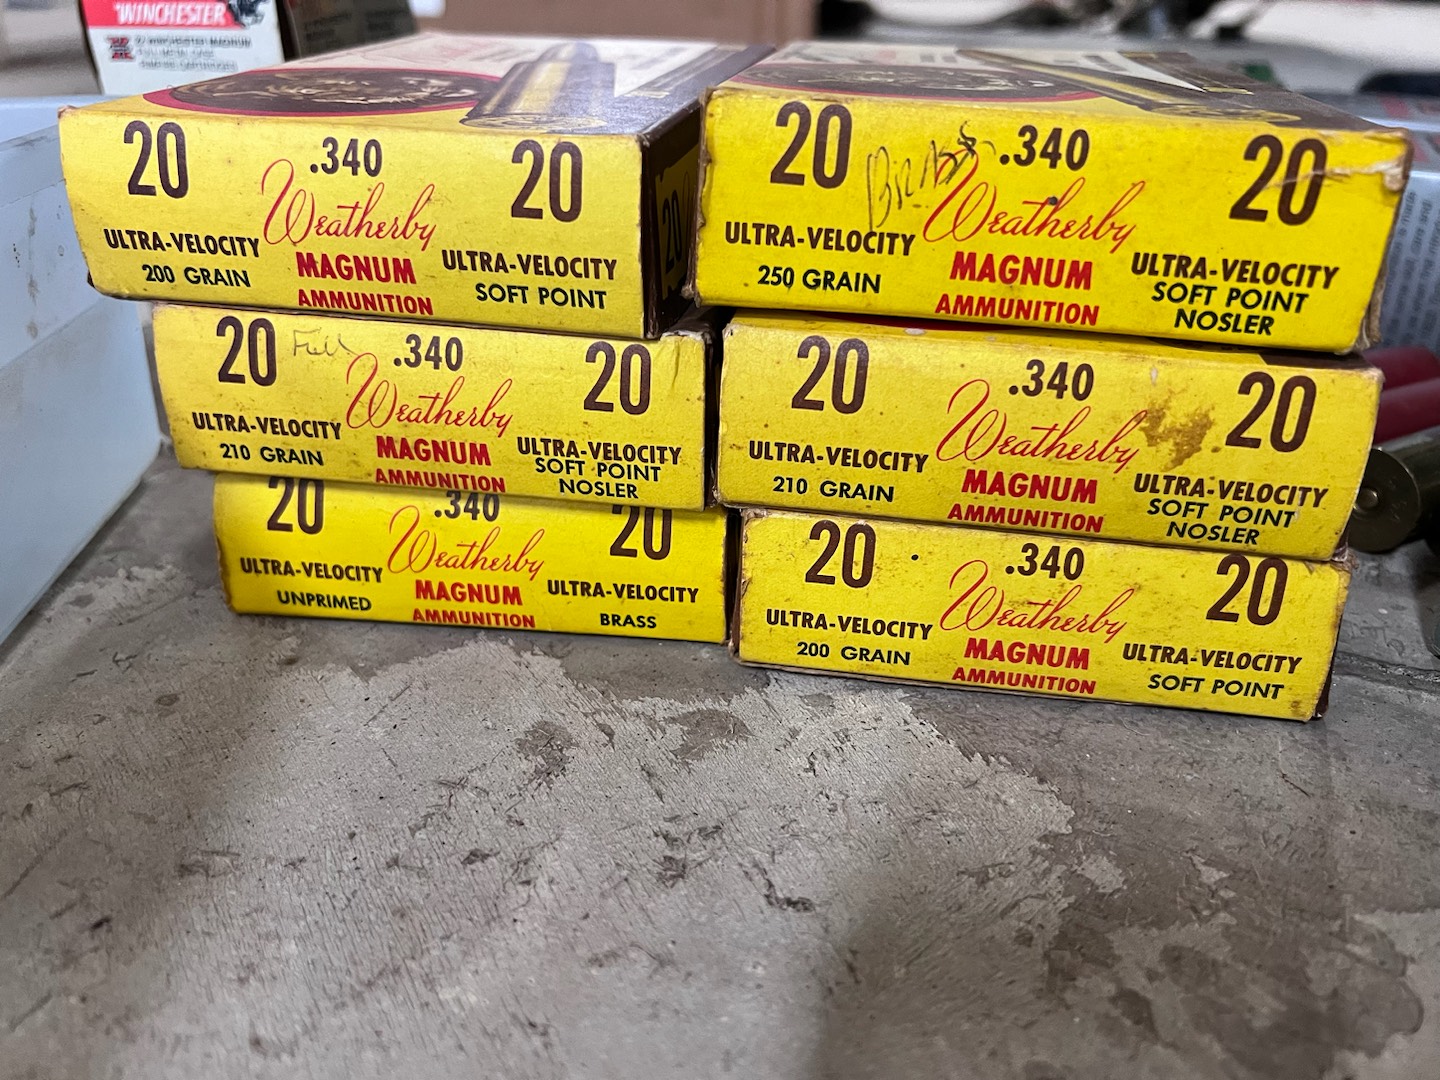 WINCHESTER
20 .340 20
Weatherby
ULTRA-VELOCITY MAGNUM ULTRA-VELOCITY
200 GRAIN AMMUNITION SOFT POINT
20
20 Brass .340 20
Weatherby
ULTRA-VELOCITY MAGNUM ULTRA-VELOCITY
250 GRAIN AMMUNITION SOFT POINT
NOSLER
20 Full .340 20
Weatherby
ULTRA-VELOCITY MAGNUM ULTRA-VELOCITY
210 GRAIN AMMUNITION SOFT POINT
NOSLER
20 .340 20
Weatherby
ULTRA-VELOCITY MAGNUM ULTRA-VELOCITY
210 GRAIN AMMUNITION SOFT POINT
NOSLER
20 .340 20
Weatherby
ULTRA-VELOCITY MAGNUM ULTRA-VELOCITY
UNPRIMED AMMUNITION BRASS
20 .340 20
Weatherby
ULTRA-VELOCITY MAGNUM ULTRA-VELOCITY
200 GRAIN AMMUNITION SOFT POINT